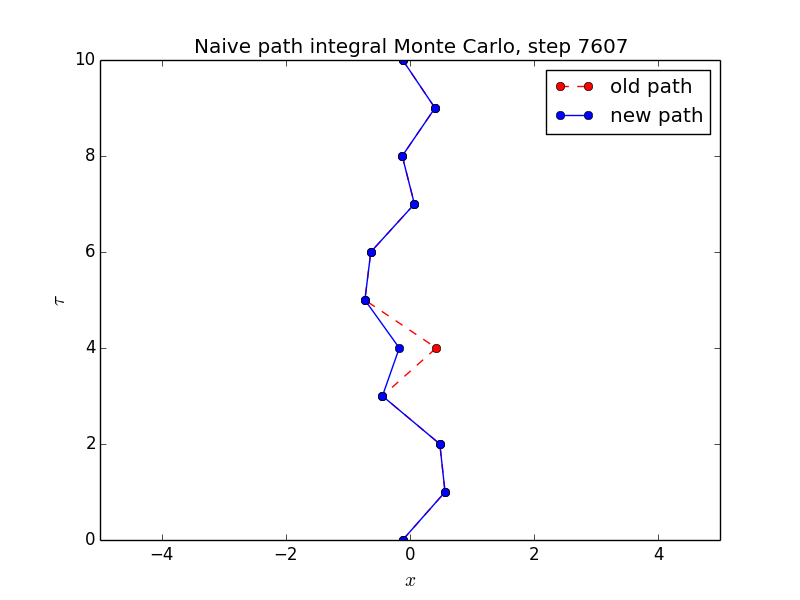 Naive path integral Monte Carlo, step 7607
10
8
6
4
2
0
τ
old path
new path
−4
−2
0
2
4
x